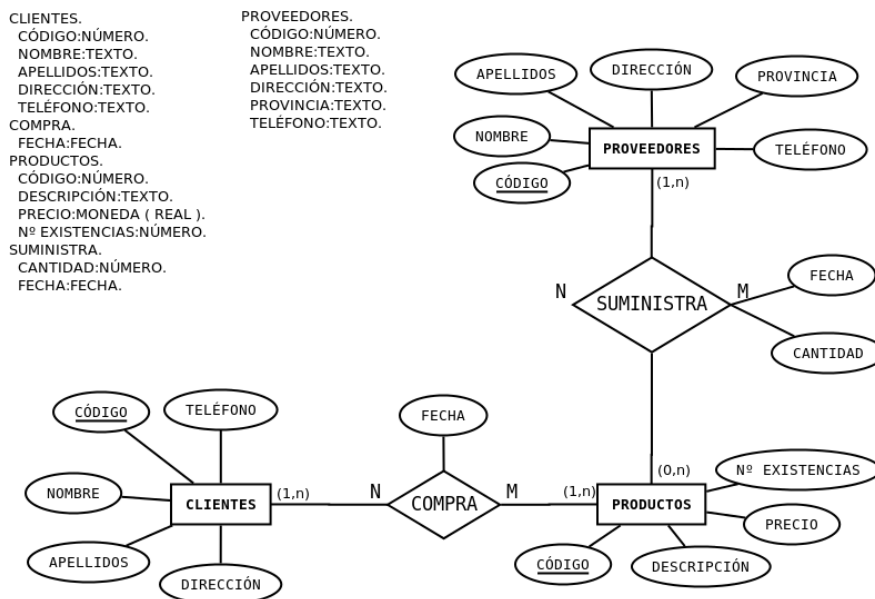 CLIENTES.
CÓDIGO:NÚMERO.
NOMBRE:TEXTO.
APELLIDOS:TEXTO.
DIRECCIÓN:TEXTO.
TELÉFONO:TEXTO.
COMPRA.
FECHA:FECHA.
PRODUCTOS.
CÓDIGO:NÚMERO.
DESCRIPCIÓN:TEXTO.
PRECIO:MONEDA ( REAL ).
Nº EXISTENCIAS:NÚMERO.
SUMINISTRA.
CANTIDAD:NÚMERO.
FECHA:FECHA.
PROVEEDORES.
CÓDIGO:NÚMERO.
NOMBRE:TEXTO.
APELLIDOS:TEXTO.
DIRECCIÓN:TEXTO.
PROVINCIA:TEXTO.
TELÉFONO:TEXTO.
APELLIDOS
DIRECCIÓN
PROVINCIA
NOMBRE
PROVEEDORES
TELÉFONO
CÓDIGO
(1,n)
N
SUMINISTRA
M
FECHA
CANTIDAD
CÓDIGO
TELÉFONO
FECHA
(0,n)
Nº EXISTENCIAS
NOMBRE
CLIENTES
(1,n)
N
COMPRA
M
(1,n)
PRODUCTOS
PRECIO
APELLIDOS
DIRECCIÓN
CÓDIGO
DESCRIPCIÓN